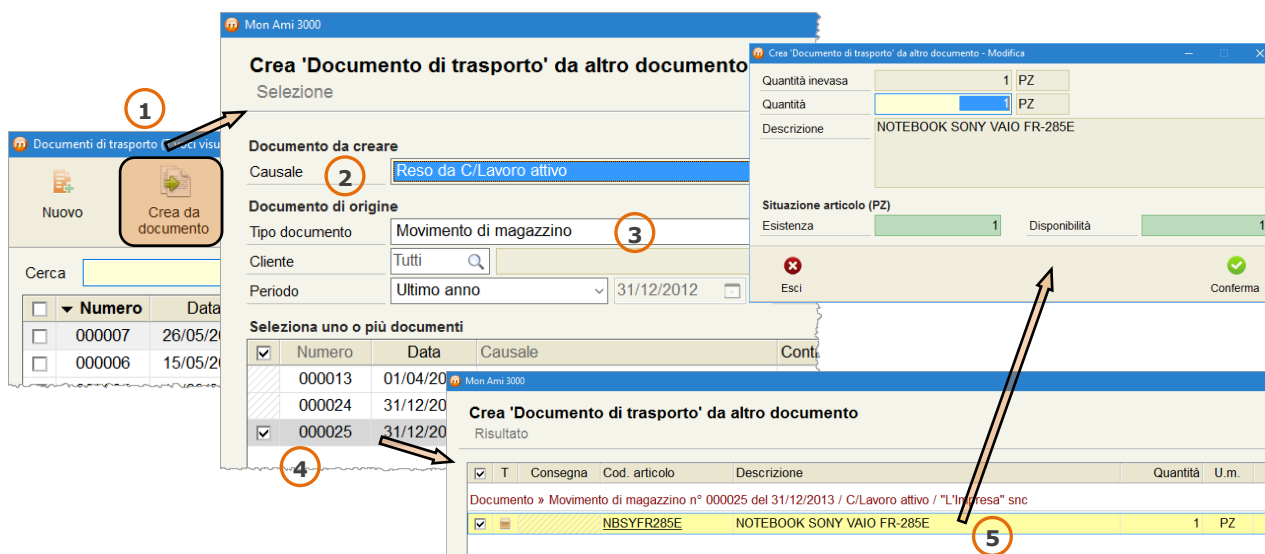 Mon Ami 3000
Crea 'Documento di trasporto' da altro documento
Selezione
1
Documenti di trasporto
Nuovo
Crea da
documento
Cerca
Numero Data
000007 26/05/2
000006 15/05/2
Documento da creare
Causale 2 Reso da C/Lavoro attivo
Documento di origine
Tipo documento Movimento di magazzino 3
Cliente Tutti
Periodo Ultimo anno 31/12/2012
Seleziona uno o più documenti
Numero Data Causale Conti
000013 01/04/20
000024 31/12/20
000025 31/12/20
4
Crea 'Documento di trasporto' da altro documento - Modifica
Quantità inevasa 1 PZ
Quantità 1 PZ
Descrizione NOTEBOOK SONY VAIO FR-285E
Situazione articolo (PZ)
Esistenza 1 Disponibilità 1
Esci Conferma
Mon Ami 3000
Crea 'Documento di trasporto' da altro documento
Risultato
T Consegna Cod. articolo Descrizione Quantità U.m.
Documento » Movimento di magazzino n° 000025 del 31/12/2013 / C/Lavoro attivo / "L'Impresa" snc
NBSYFR285E NOTEBOOK SONY VAIO FR-285E 1 PZ
5